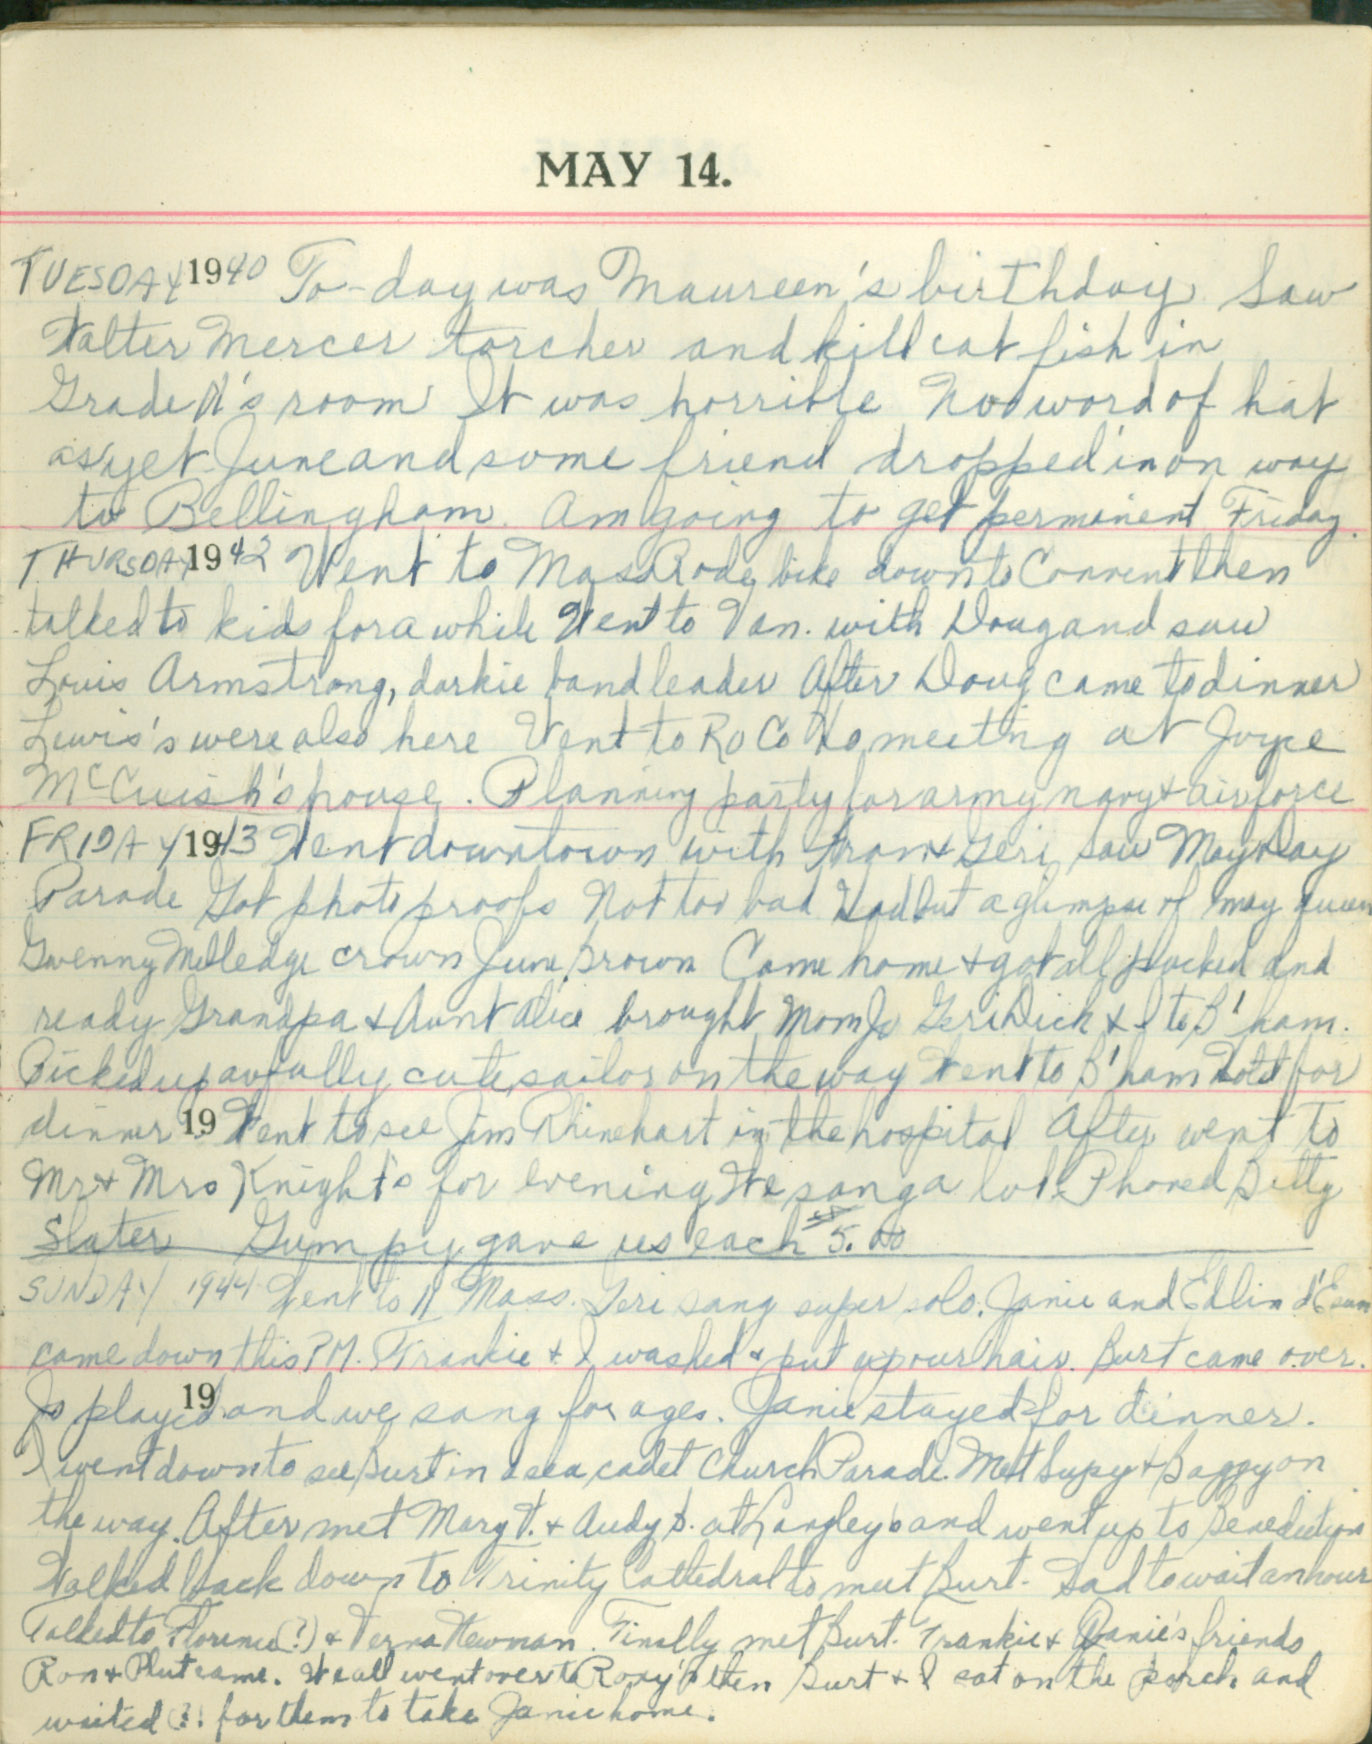 MAY 14.
TUESDAY 1940 To-day was Maureen's birthday. Saw
Walter Mercer torcher and kill cat fish in
Grade 's room It was horrible No word of hat
as yet June and some friend dropped in on way
to Bellingham. Am going to get permanent Friday.
THURSDAY 1942 Went to Mass Rode bike down to Convent then
talked to kids for a while Went to Van. with Doug and saw
Louis Armstrong, darkie band leader After Doug came to dinner
Lewis's were also here Went to Ro Co Ho meeting at Joyce
McCuish's house. Planning party for army navy & airforce
FRIDAY 1943 Went downtown with Fran & Geri, saw May Day
Parade Got photo proofs Not too bad Had but a glimpse of may queen
Gwenny Milledge crown June Brown Came home & got all packed and
ready Grandpa & Aunt Alice brought Mom Jo Geri Dick & I to B'ham.
Picked up awfully cute sailor on the way Went to B'ham Hotel for
dinner 19 Went to see Jim Rhinehart in the hospital After went to
Mr & Mrs Knight's for evening We sang a lot. Phoned Betty
Slater Gumpy gave us each $5.00
SUNDAY 1944 Went to 11 Mass. Geri sang super solo. Janie and
came down this P.M. Frankie & I washed & put up our hair. Burt came over.
19
Jo played and we sang for ages. Janie stayed for dinner.
I went down to see Burt in a sea cadet Church Parade. Met Supy & Baggy on
the way. After met Mary T. & Audy S. at Langley's and went up to
Walked back down to Trinity Cathedral to meet Burt. Had to wait an hour
Talked to Florence (?) & Verna Newman. Finally met Burt. Frankie & Janie's friends
Ron & Phut came. We all went over to Roxy's then Burt & I sat on the porch and
waited (?)! for them to take Janie home.